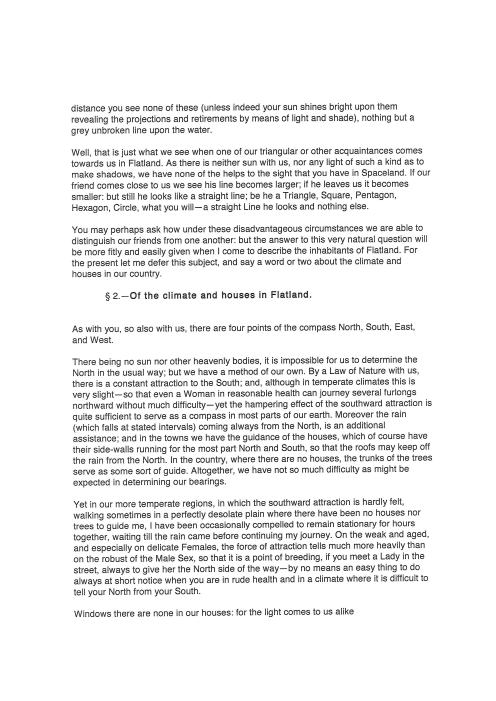 distance you see none of these (unless indeed your sun shines bright upon them
revealing the projections and retirements by means of light and shade), nothing but a
grey unbroken line upon the water.
Well, that is just what we see when one of our triangular or other acquaintances comes
towards us in Flatland. As there is neither sun with us, nor any light of such a kind as to
make shadows, we have none of the helps to the sight that you have in Spaceland. If our
friend comes close to us we see his line becomes larger; if he leaves us it becomes
smaller: but still he looks like a straight line; be he a Triangle, Square, Pentagon,
Hexagon, Circle, what you will—a straight Line he looks and nothing else.
You may perhaps ask how under these disadvantageous circumstances we are able to
distinguish our friends from one another: but the answer to this very natural question will
be more fitly and easily given when I come to describe the inhabitants of Flatland. For
the present let me defer this subject, and say a word or two about the climate and
houses in our country.
§ 2.—Of the climate and houses in Flatland.
As with you, so also with us, there are four points of the compass North, South, East,
and West.
There being no sun nor other heavenly bodies, it is impossible for us to determine the
North in the usual way; but we have a method of our own. By a Law of Nature with us,
there is a constant attraction to the South; and, although in temperate climates this is
very slight—so that even a Woman in reasonable health can journey several furlongs
northward without much difficulty—yet the hampering effect of the southward attraction is
quite sufficient to serve as a compass in most parts of our earth. Moreover the rain
(which falls at stated intervals) coming always from the North, is an additional
assistance; and in the towns we have the guidance of the houses, which of course have
their side-walls running for the most part North and South, so that the roofs may keep off
the rain from the North. In the country, where there are no houses, the trunks of the trees
serve as some sort of guide. Altogether, we have not so much difficulty as might be
expected in determining our bearings.
Yet in our more temperate regions, in which the southward attraction is hardly felt,
walking sometimes in a perfectly desolate plain where there have been no houses nor
trees to guide me, I have been occasionally compelled to remain stationary for hours
together, waiting till the rain came before continuing my journey. On the weak and aged,
and especially on delicate Females, the force of attraction tells much more heavily than
on the robust of the Male Sex, so that it is a point of breeding, if you meet a Lady in the
street, always to give her the North side of the way—by no means an easy thing to do
always at short notice when you are in rude health and in a climate where it is difficult to
tell your North from your South.
Windows there are none in our houses: for the light comes to us alike